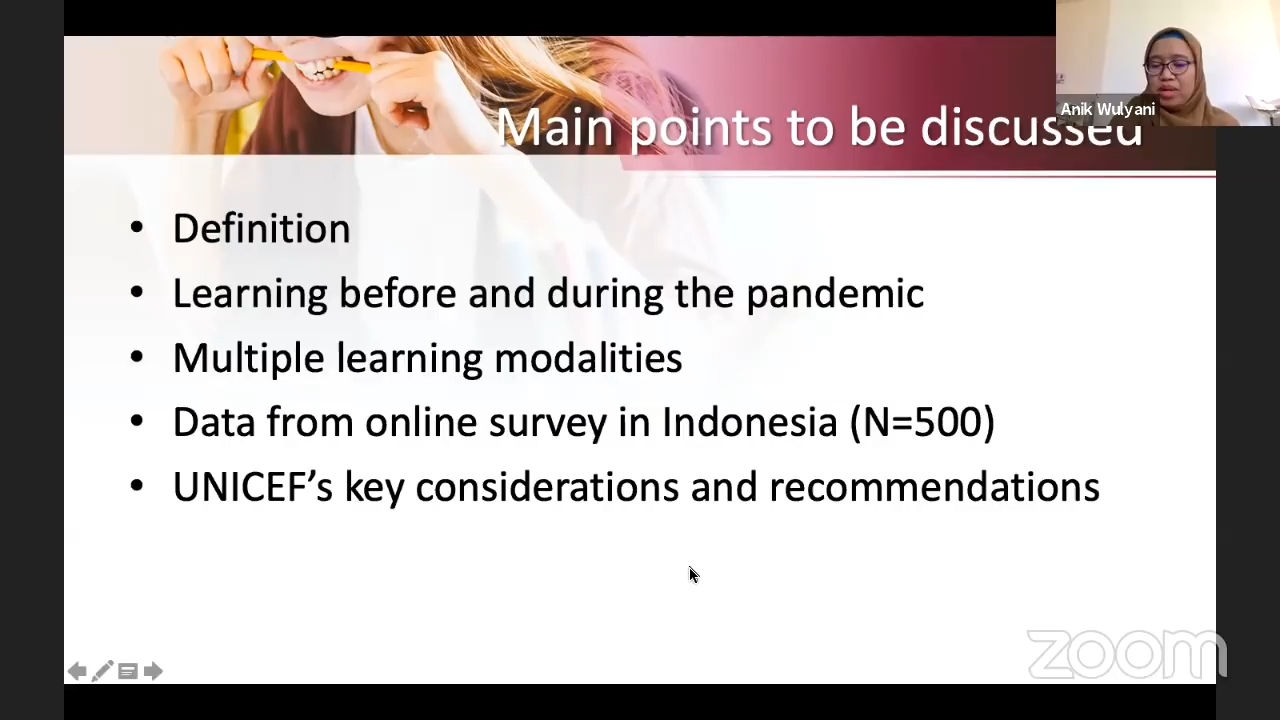 Main points to be discussed
Anik Wulyani
• Definition
• Learning before and during the pandemic
• Multiple learning modalities
• Data from online survey in Indonesia (N=500)
• UNICEF’s key considerations and recommendations
zoom